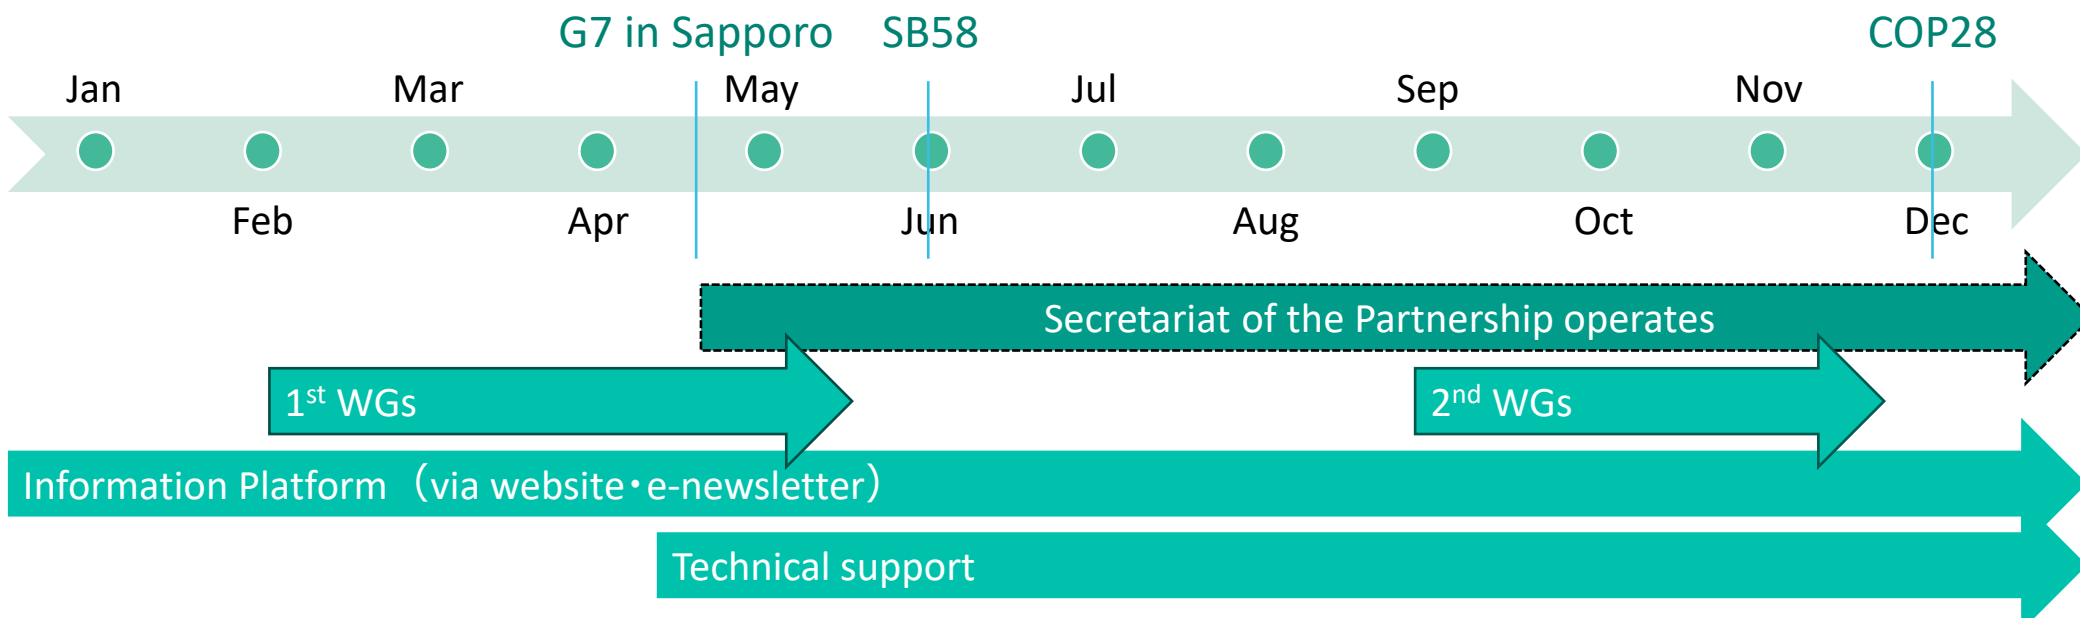 G7 in Sapporo SB58 COP28
Jan Mar May Jul Sep Nov
Feb Apr Jun Aug Oct Dec
Secretariat of the Partnership operates
1st WGs 2nd WGs
Information Platform（via website・e-newsletter）
Technical support